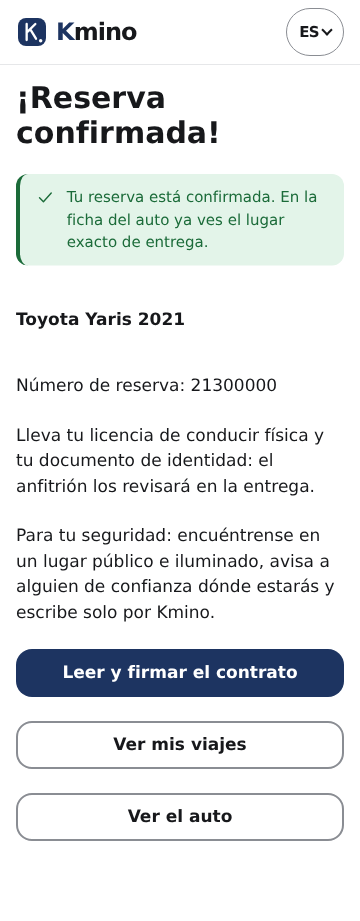 Kmino
ES
¡Reserva
confirmada!
Tu reserva está confirmada. En la
ficha del auto ya ves el lugar
exacto de entrega.
Toyota Yaris 2021
Número de reserva: 21300000
Lleva tu licencia de conducir física y
tu documento de identidad: el
anfitrión los revisará en la entrega.
Para tu seguridad: encuéntrense en
un lugar público e iluminado, avisa a
alguien de confianza dónde estarás y
escribe solo por Kmino.
Leer y firmar el contrato
Ver mis viajes
Ver el auto